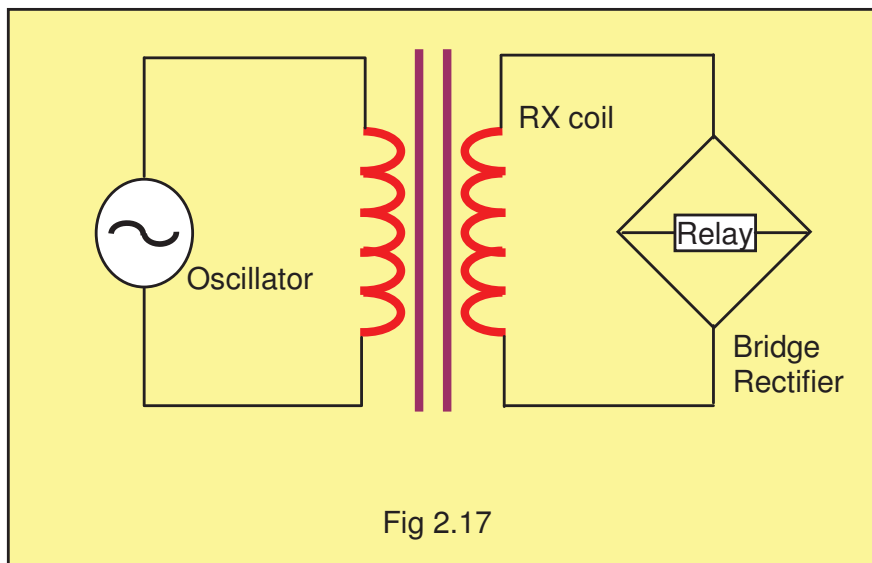 RX coil
Relay
Oscillator
Bridge
Rectifier
Fig 2.17